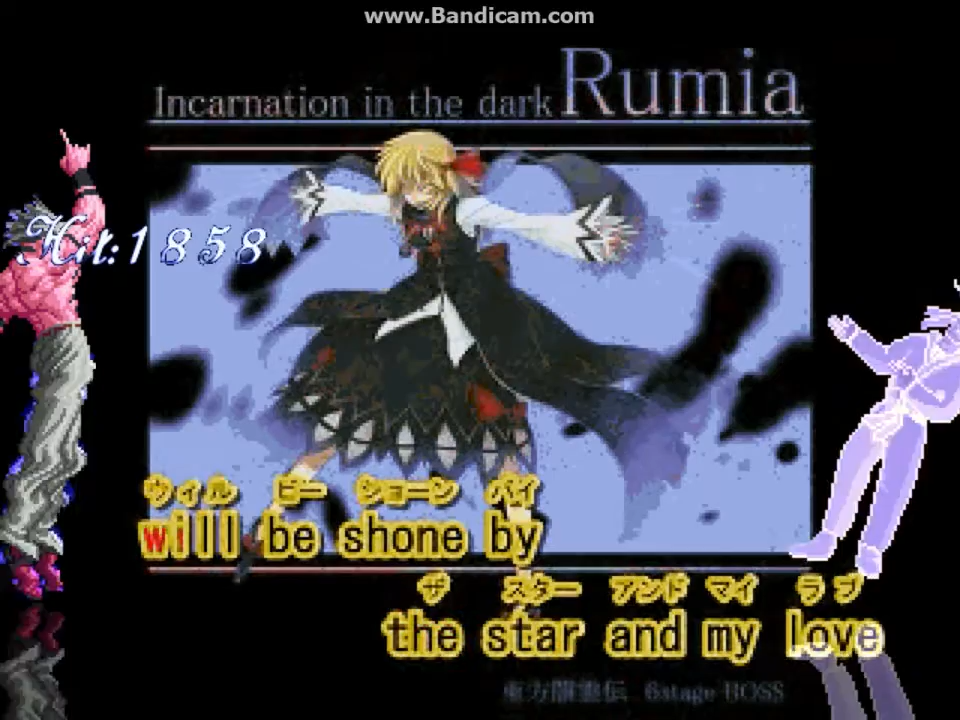 www.Bandicam.com
Incarnation in the dark Rumia
Hit:1858
ウィル ビー ショーン バイ
will be shone by
ザ スター アンド マイ ラブ
the star and my love
東方闇霊伝 6stage BOSS